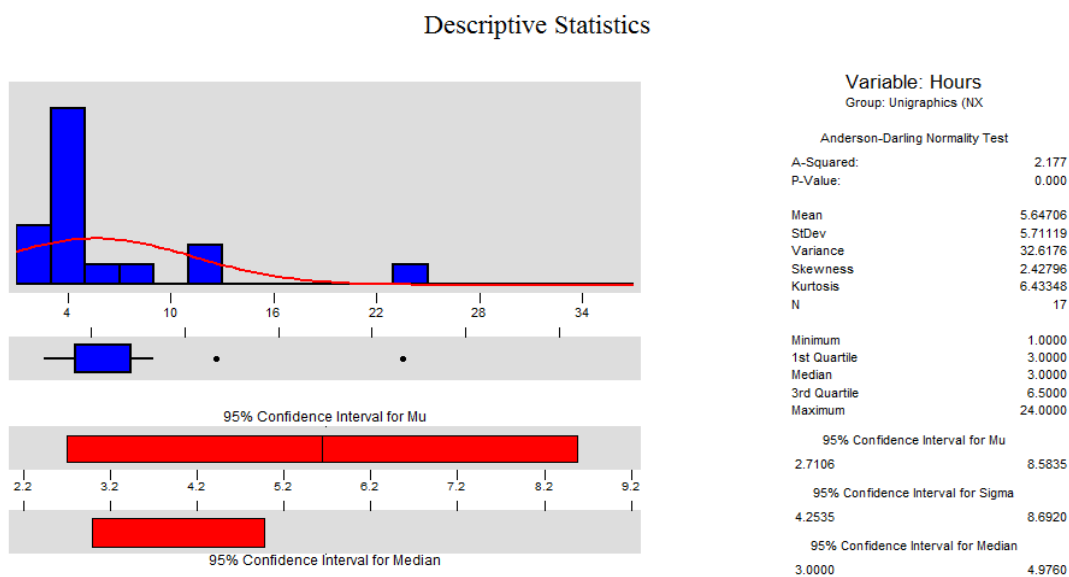 Descriptive Statistics
4 10 16 22 28 34
95% Confidence Interval for Mu
2.2 3.2 4.2 5.2 6.2 7.2 8.2 9.2
95% Confidence Interval for Median
Variable: Hours
Group: Unigraphics (NX
Anderson-Darling Normality Test
A-Squared: 2.177
P-Value: 0.000
Mean 5.64706
StDev 5.71119
Variance 32.6176
Skewness 2.42796
Kurtosis 6.43348
N 17
Minimum 1.0000
1st Quartile 3.0000
Median 3.0000
3rd Quartile 6.5000
Maximum 24.0000
95% Confidence Interval for Mu
2.7106 8.5835
95% Confidence Interval for Sigma
4.2535 8.6920
95% Confidence Interval for Median
3.0000 4.9760